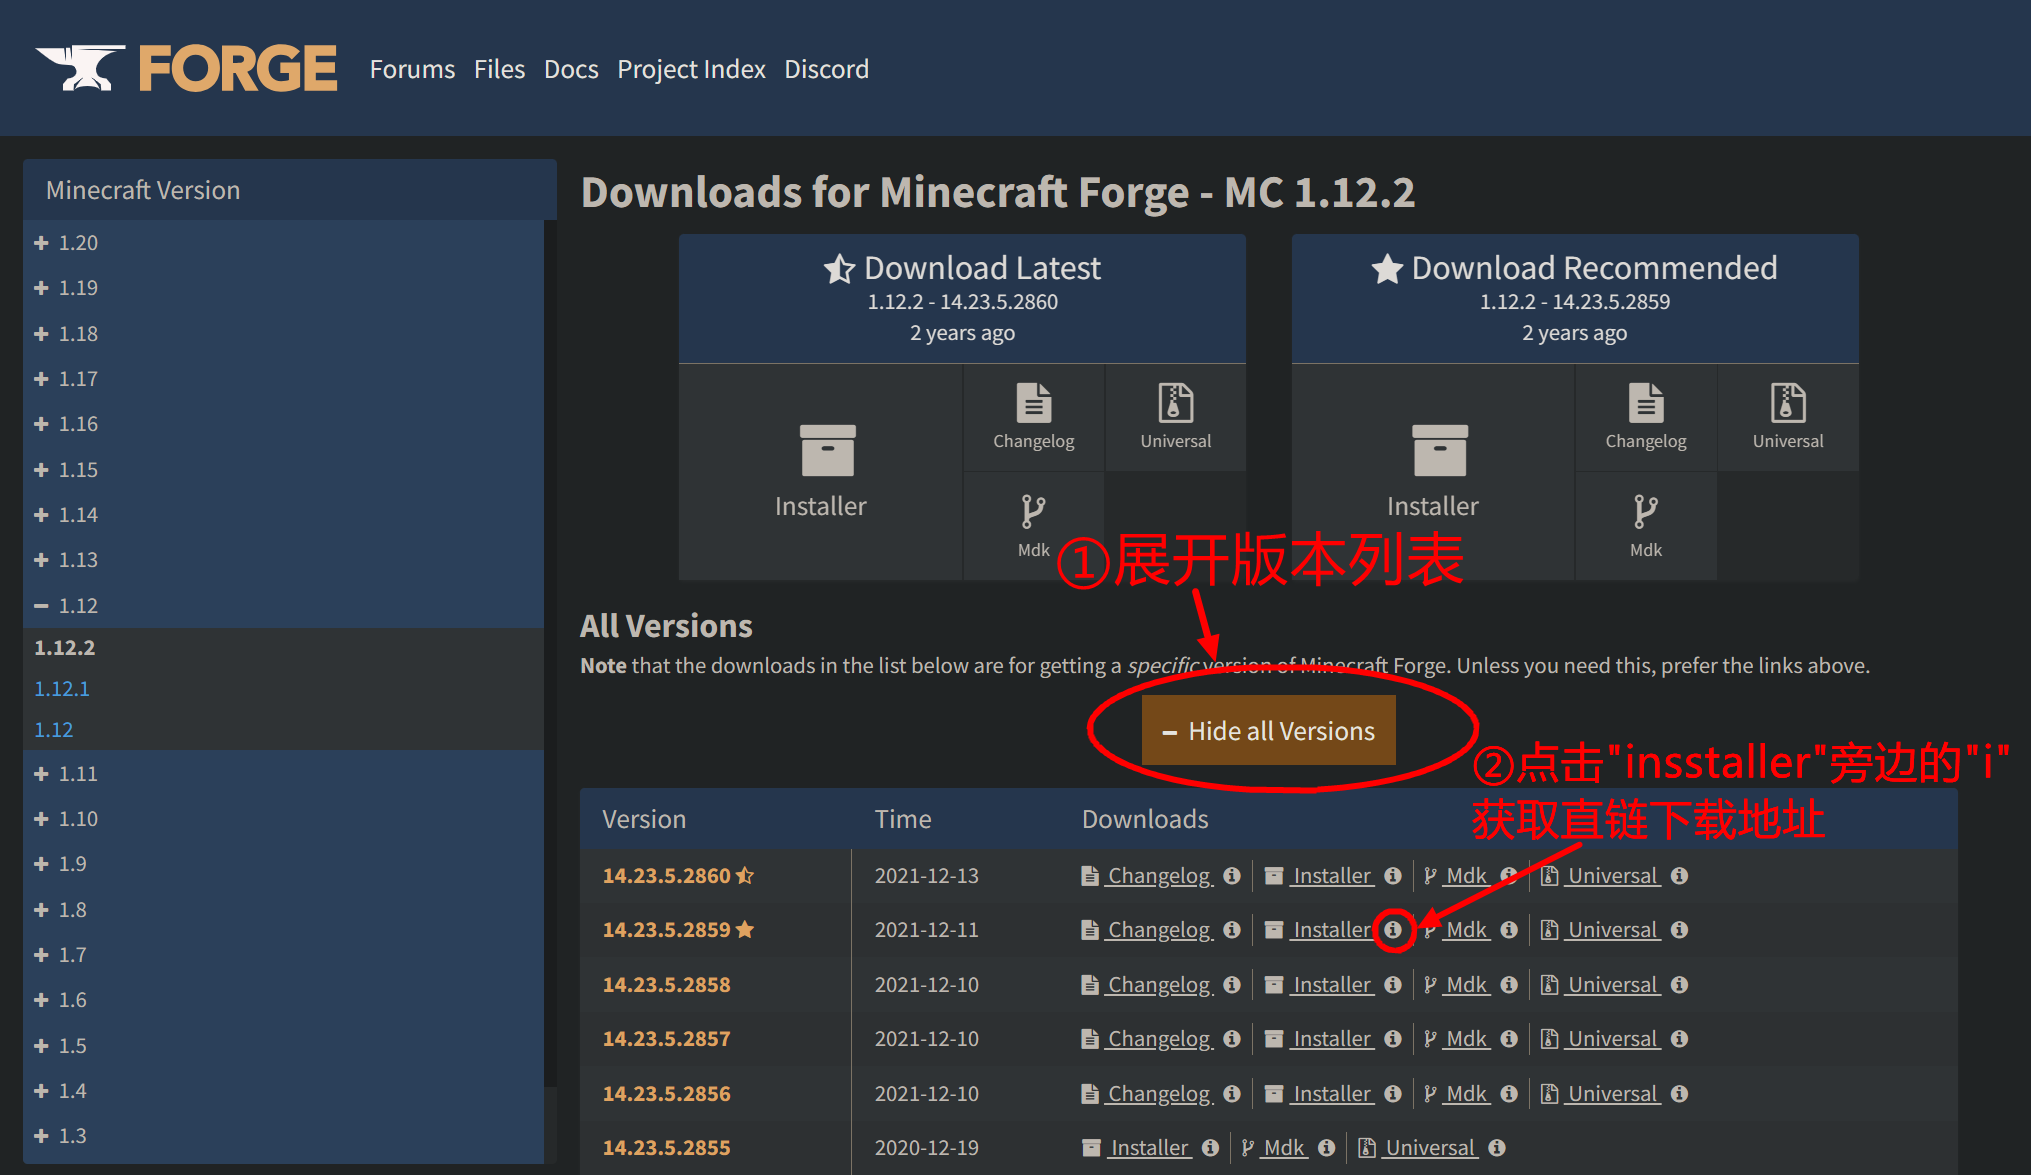 FORGE Forums Files Docs Project Index Discord
Minecraft Version
1.20
1.19
1.18
1.17
1.16
1.15
1.14
1.13
1.12
1.12.2
1.12.1
1.12
1.11
1.10
1.9
1.8
1.7
1.6
1.5
1.4
1.3
Downloads for Minecraft Forge - MC 1.12.2
Download Latest
1.12.2 - 14.23.5.2860
2 years ago
Installer
Changelog
Universal
Mdk
Download Recommended
1.12.2 - 14.23.5.2859
2 years ago
Installer
Changelog
Universal
Mdk
①展开版本列表
All Versions
Note that the downloads in the list below are for getting a specific version of Minecraft Forge. Unless you need this, prefer the links above.
Hide all Versions
②点击"insstaller"旁边的"i"
获取直链下载地址
Version Time Downloads
14.23.5.2860 2021-12-13 Changelog Installer Mdk Universal
14.23.5.2859 2021-12-11 Changelog Installer Mdk Universal
14.23.5.2858 2021-12-10 Changelog Installer Mdk Universal
14.23.5.2857 2021-12-10 Changelog Installer Mdk Universal
14.23.5.2856 2021-12-10 Changelog Installer Mdk Universal
14.23.5.2855 2020-12-19 Installer Mdk Universal